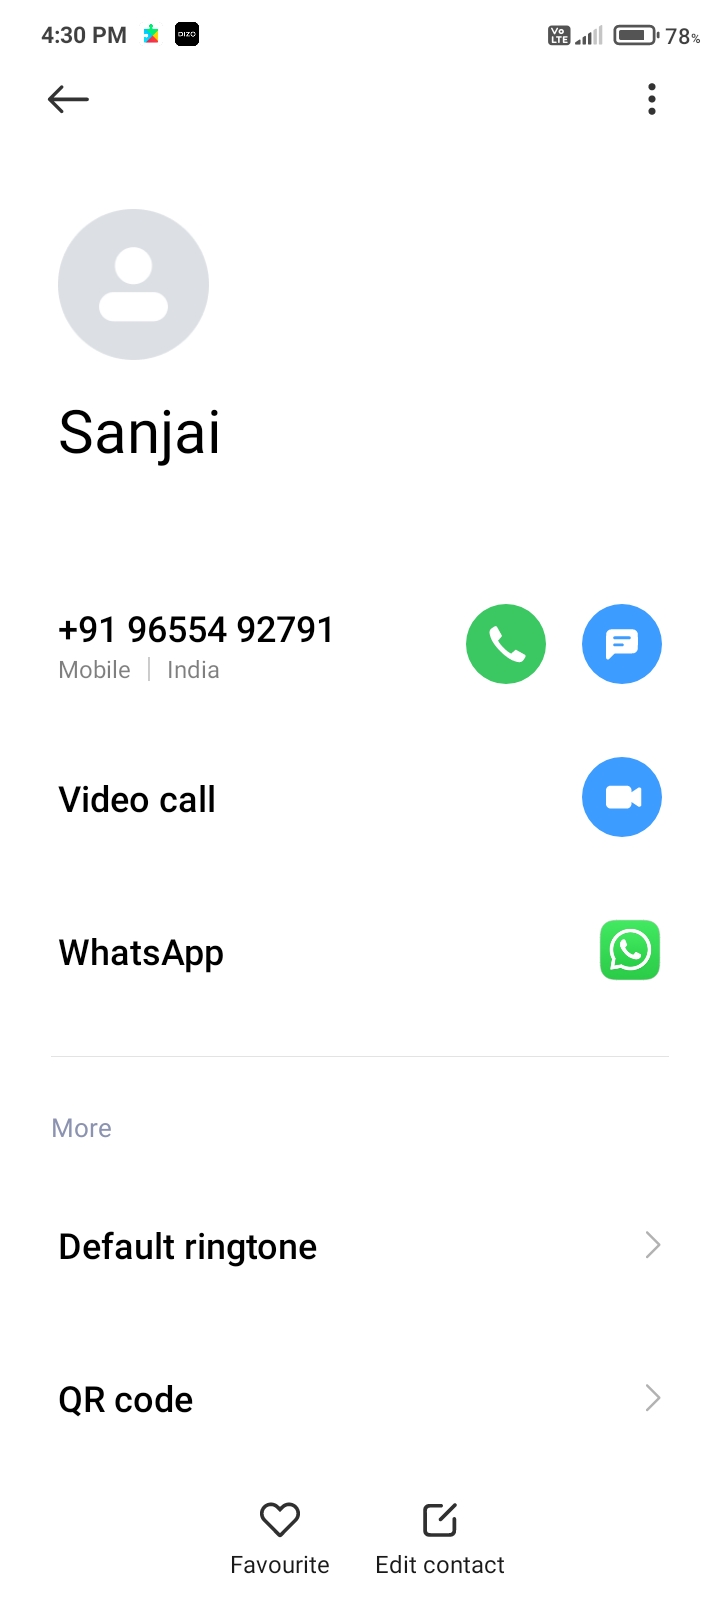 4:30 PM DIZO Vo LTE 78%
Sanjai
+91 96554 92791
Mobile | India
Video call
WhatsApp
More
Default ringtone
QR code
Favourite Edit contact